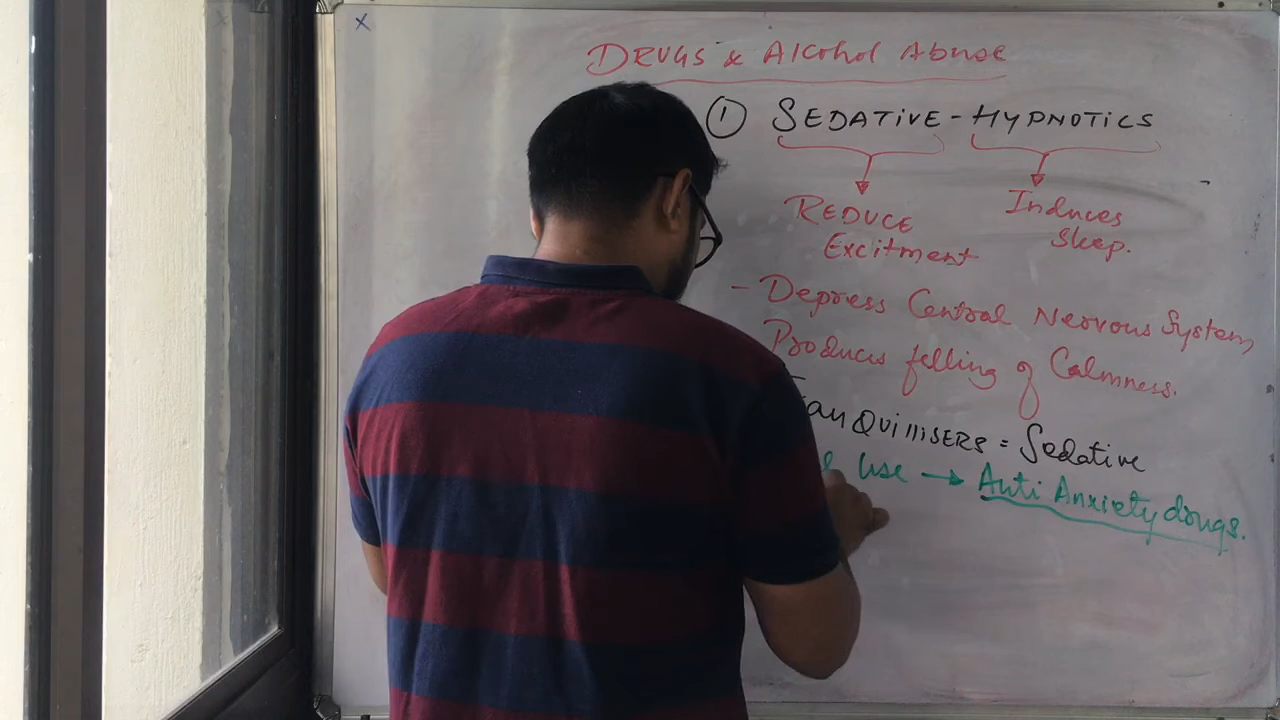 x
DRUGS & Alcohol Abuse
① SEDATIVE-HYPNOTICS
REDUCE Excitment
Induces Sleep.
- Depress Central Nervous System,
Produces felling of Calmness.
= Sedative
Use → Anti Anxiety drugs.